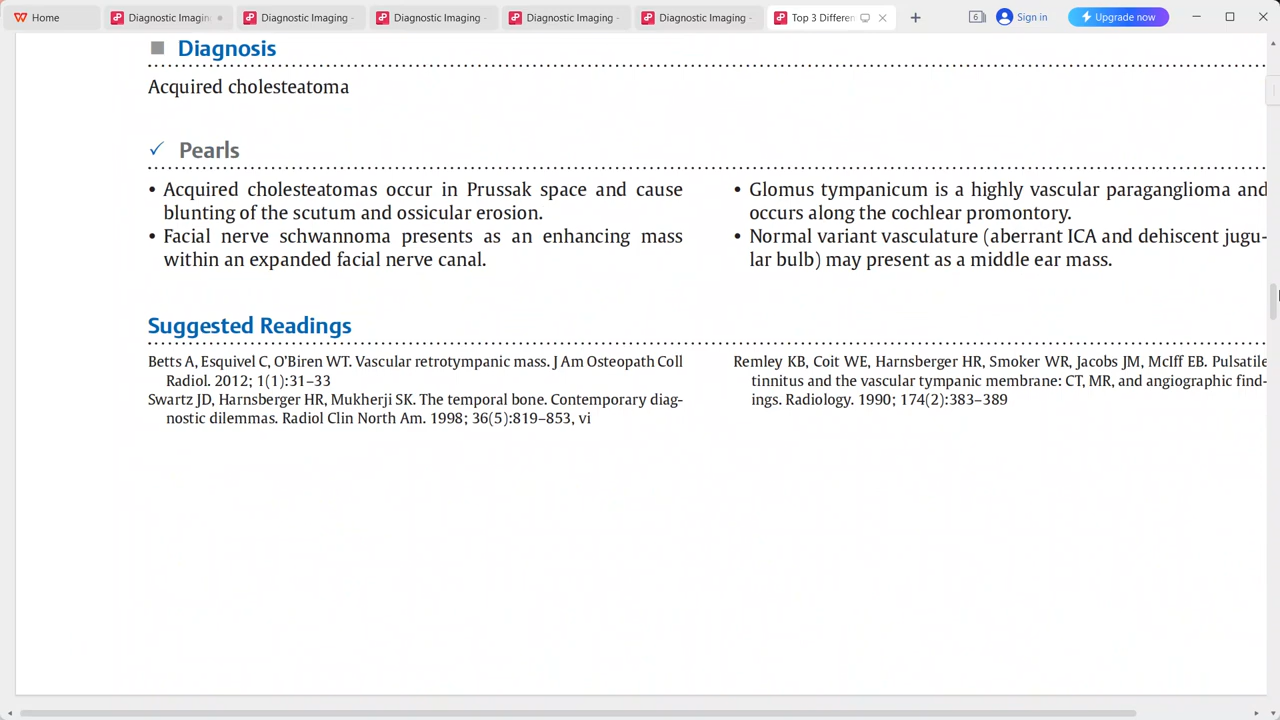 Home
Diagnostic Imaging
Diagnostic Imaging -
Diagnostic Imaging -
Diagnostic Imaging -
Diagnostic Imaging -
Top 3 Differen
6
Sign in
Upgrade now
Diagnosis
Acquired cholesteatoma
✓ Pearls
• Acquired cholesteatomas occur in Prussak space and cause
blunting of the scutum and ossicular erosion.
• Facial nerve schwannoma presents as an enhancing mass
within an expanded facial nerve canal.
• Glomus tympanicum is a highly vascular paraganglioma and
occurs along the cochlear promontory.
• Normal variant vasculature (aberrant ICA and dehiscent jugu-
lar bulb) may present as a middle ear mass.
Suggested Readings
Betts A, Esquivel C, O'Biren WT. Vascular retrotympanic mass. J Am Osteopath Coll
Radiol. 2012; 1(1):31–33
Swartz JD, Harnsberger HR, Mukherji SK. The temporal bone. Contemporary diag-
nostic dilemmas. Radiol Clin North Am. 1998; 36(5):819–853, vi
Remley KB, Coit WE, Harnsberger HR, Smoker WR, Jacobs JM, McIff EB. Pulsatile
tinnitus and the vascular tympanic membrane: CT, MR, and angiographic find-
ings. Radiology. 1990; 174(2):383–389